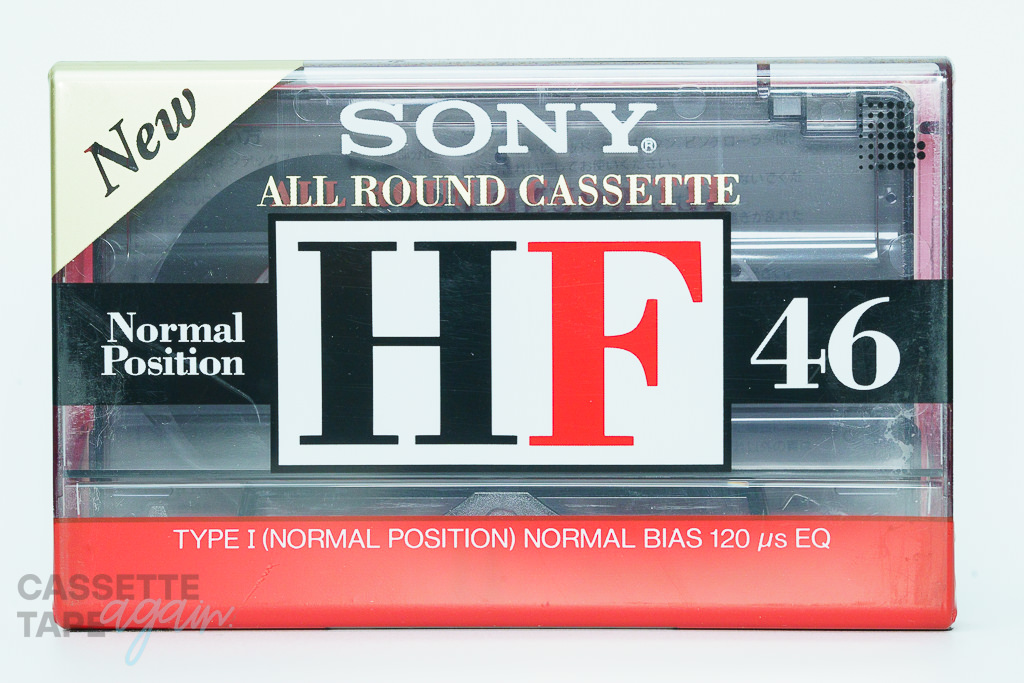 New
SONY®
ALL ROUND CASSETTE
HF
Normal
Position
46
TYPE I (NORMAL POSITION) NORMAL BIAS 120 µs EQ
CASSETTE
TAPE again